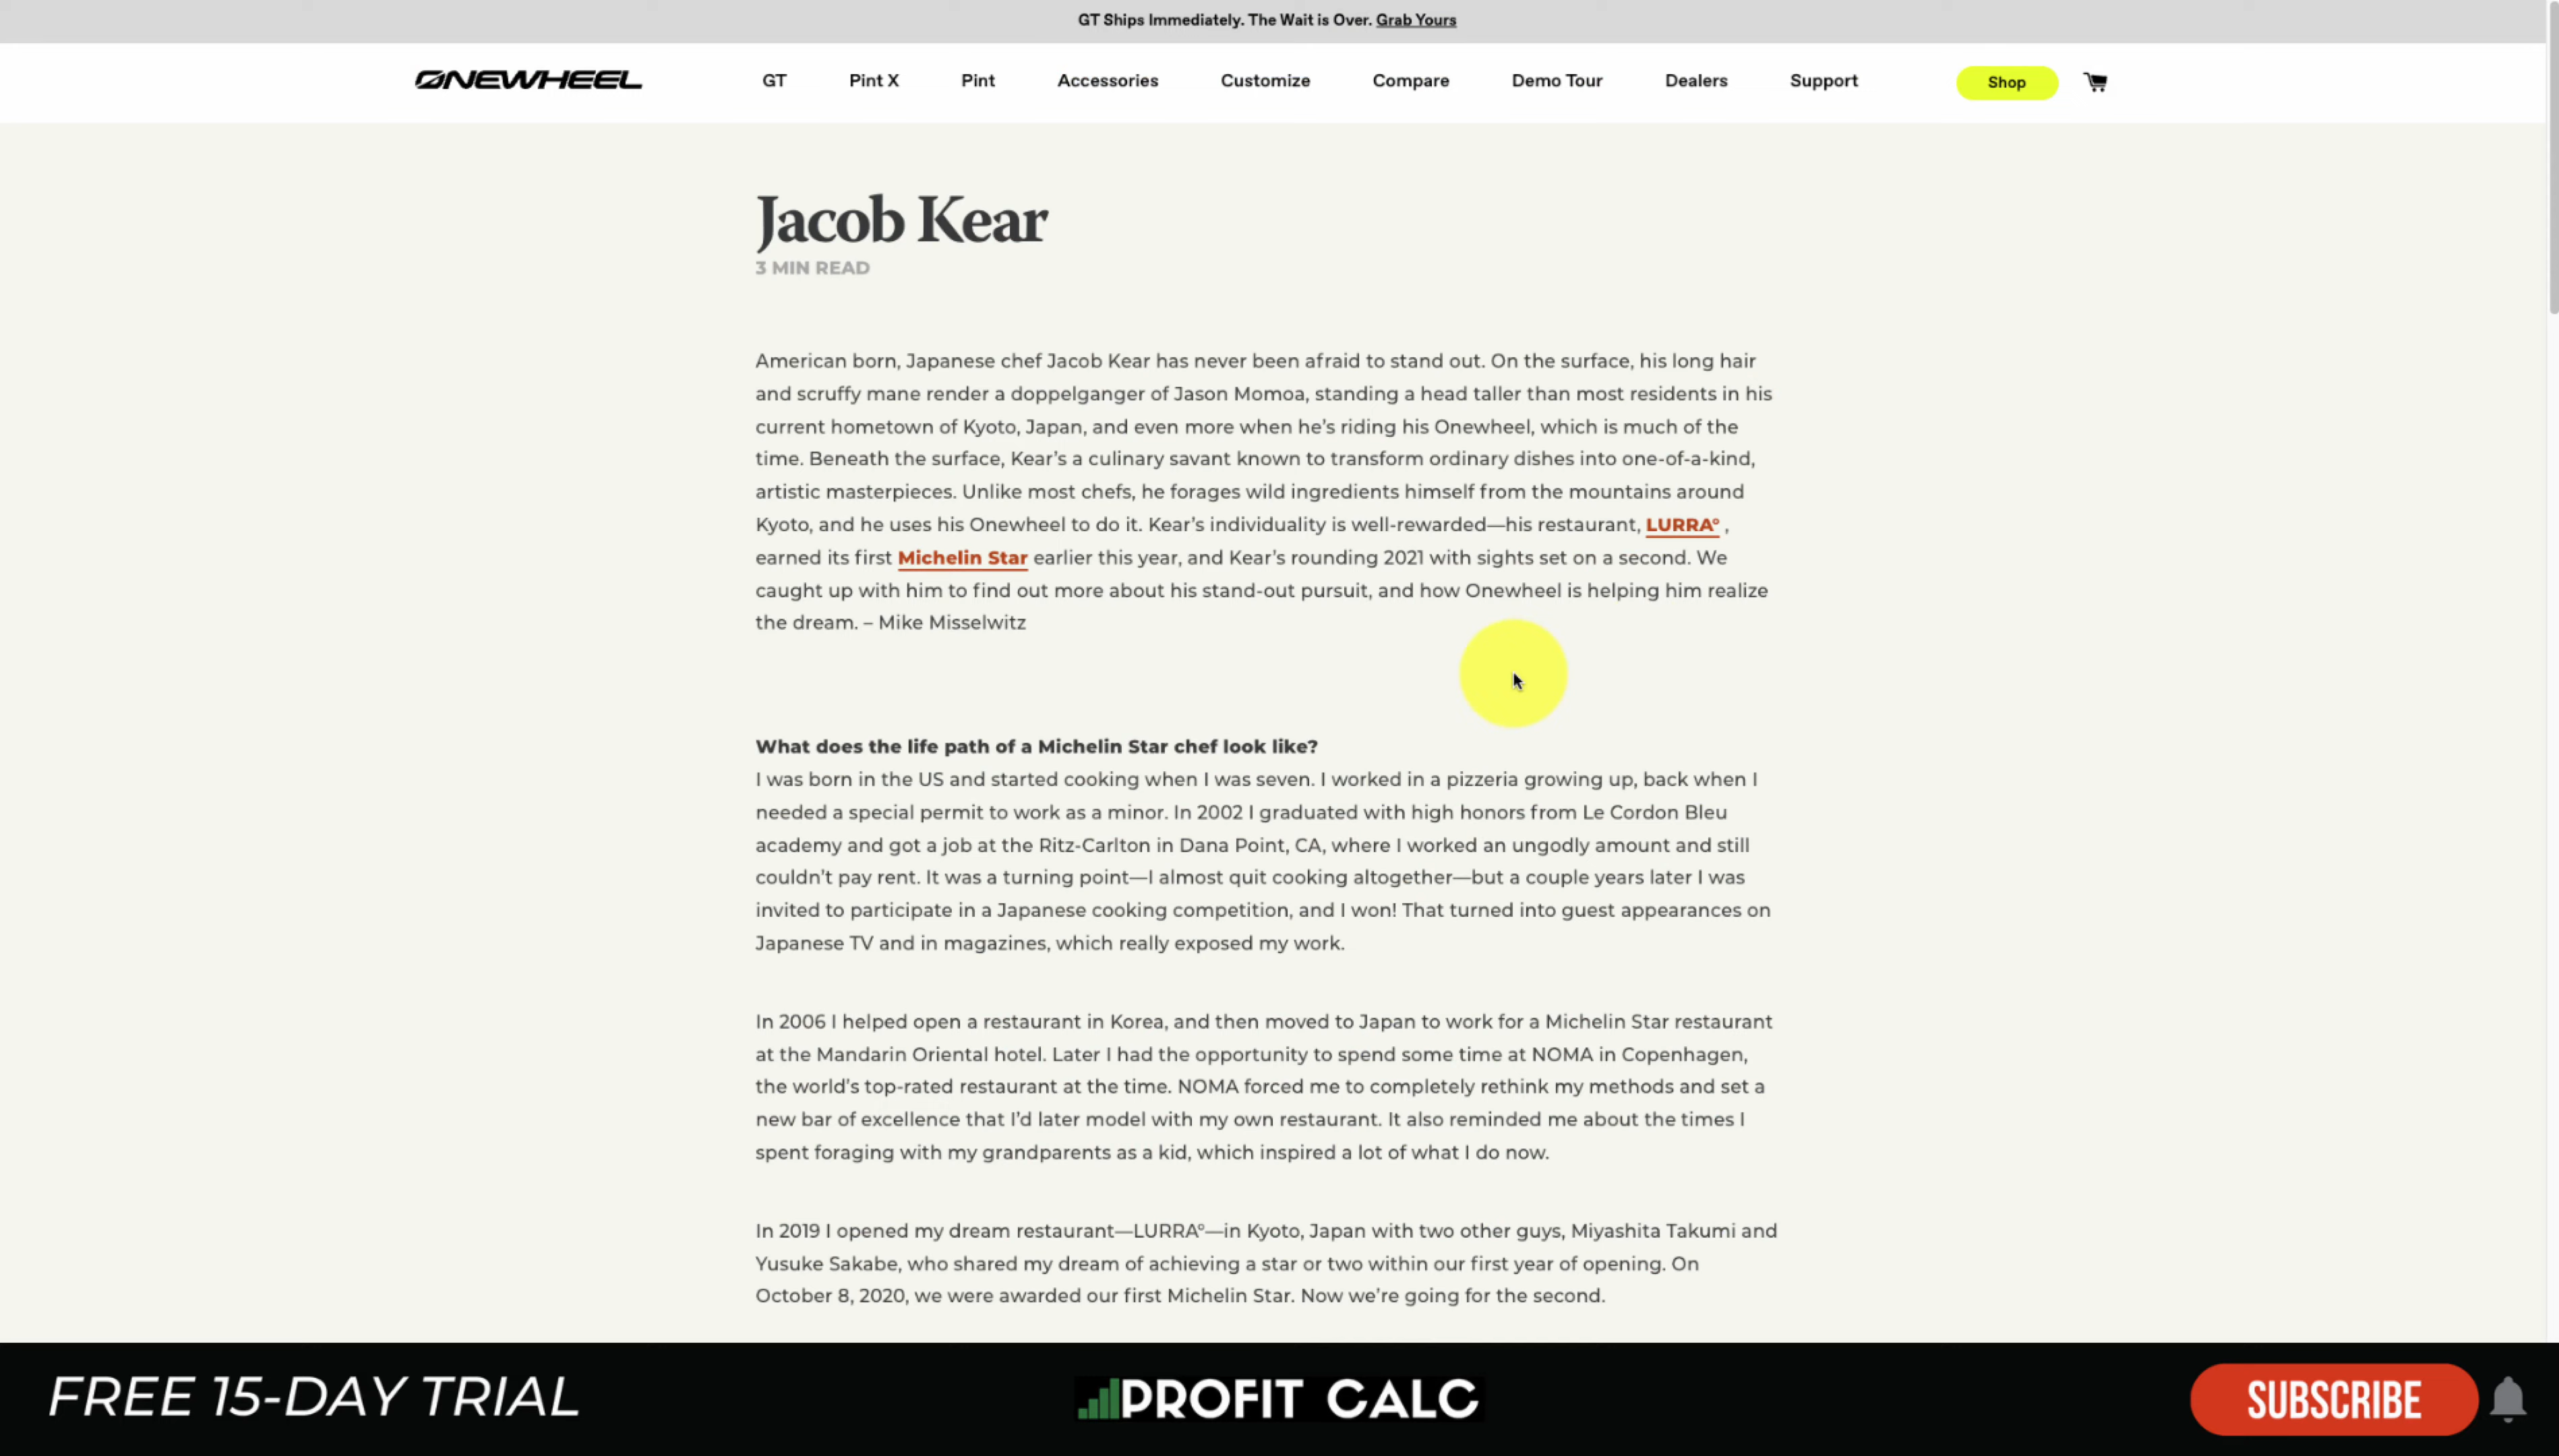 GT Ships Immediately. The Wait is Over. Grab Yours
ONEWHEEL
GT
Pint X
Pint
Accessories
Customize
Compare
Demo Tour
Dealers
Support
Shop
Jacob Kear
3 MIN READ
American born, Japanese chef Jacob Kear has never been afraid to stand out. On the surface, his long hair
and scruffy mane render a doppelganger of Jason Momoa, standing a head taller than most residents in his
current hometown of Kyoto, Japan, and even more when he's riding his Onewheel, which is much of the
time. Beneath the surface, Kear's a culinary savant known to transform ordinary dishes into one-of-a-kind,
artistic masterpieces. Unlike most chefs, he forages wild ingredients himself from the mountains around
Kyoto, and he uses his Onewheel to do it. Kear's individuality is well-rewarded—his restaurant, LURRA° ,
earned its first Michelin Star earlier this year, and Kear's rounding 2021 with sights set on a second. We
caught up with him to find out more about his stand-out pursuit, and how Onewheel is helping him realize
the dream. – Mike Misselwitz
What does the life path of a Michelin Star chef look like?
I was born in the US and started cooking when I was seven. I worked in a pizzeria growing up, back when I
needed a special permit to work as a minor. In 2002 I graduated with high honors from Le Cordon Bleu
academy and got a job at the Ritz-Carlton in Dana Point, CA, where I worked an ungodly amount and still
couldn't pay rent. It was a turning point—I almost quit cooking altogether—but a couple years later I was
invited to participate in a Japanese cooking competition, and I won! That turned into guest appearances on
Japanese TV and in magazines, which really exposed my work.
In 2006 I helped open a restaurant in Korea, and then moved to Japan to work for a Michelin Star restaurant
at the Mandarin Oriental hotel. Later I had the opportunity to spend some time at NOMA in Copenhagen,
the world's top-rated restaurant at the time. NOMA forced me to completely rethink my methods and set a
new bar of excellence that I'd later model with my own restaurant. It also reminded me about the times I
spent foraging with my grandparents as a kid, which inspired a lot of what I do now.
In 2019 I opened my dream restaurant—LURRA°—in Kyoto, Japan with two other guys, Miyashita Takumi and
Yusuke Sakabe, who shared my dream of achieving a star or two within our first year of opening. On
October 8, 2020, we were awarded our first Michelin Star. Now we're going for the second.
FREE 15-DAY TRIAL
PROFIT CALC
SUBSCRIBE